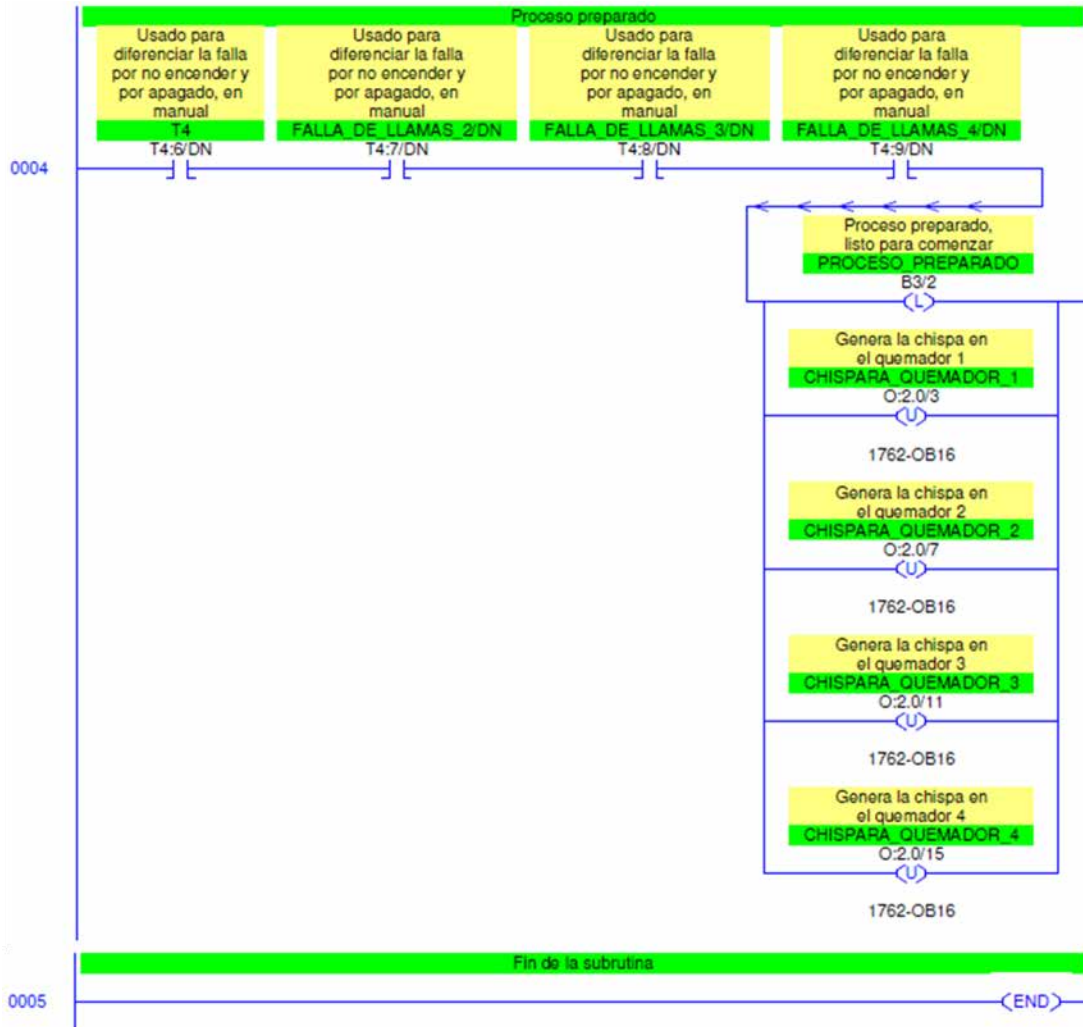 Proceso preparado
Usado para
diferenciar la falla
por no encender y
por apagado, en
manual
T4
T4:6/DN
Usado para
diferenciar la falla
por no encender y
por apagado, en
manual
FALLA_DE_LLAMAS_2/DN
T4:7/DN
Usado para
diferenciar la falla
por no encender y
por apagado, en
manual
FALLA_DE_LLAMAS_3/DN
T4:8/DN
Usado para
diferenciar la falla
por no encender y
por apagado, en
manual
FALLA_DE_LLAMAS_4/DN
T4:9/DN
0004
Proceso preparado,
listo para comenzar
PROCESO_PREPARADO
B3/2
L
Genera la chispa en
el quemador 1
CHISPARA_QUEMADOR_1
O:2.0/3
U
1762-OB16
Genera la chispa en
el quemador 2
CHISPARA_QUEMADOR_2
O:2.0/7
U
1762-OB16
Genera la chispa en
el quemador 3
CHISPARA_QUEMADOR_3
O:2.0/11
U
1762-OB16
Genera la chispa en
el quemador 4
CHISPARA_QUEMADOR_4
O:2.0/15
U
1762-OB16
Fin de la subrutina
0005
END